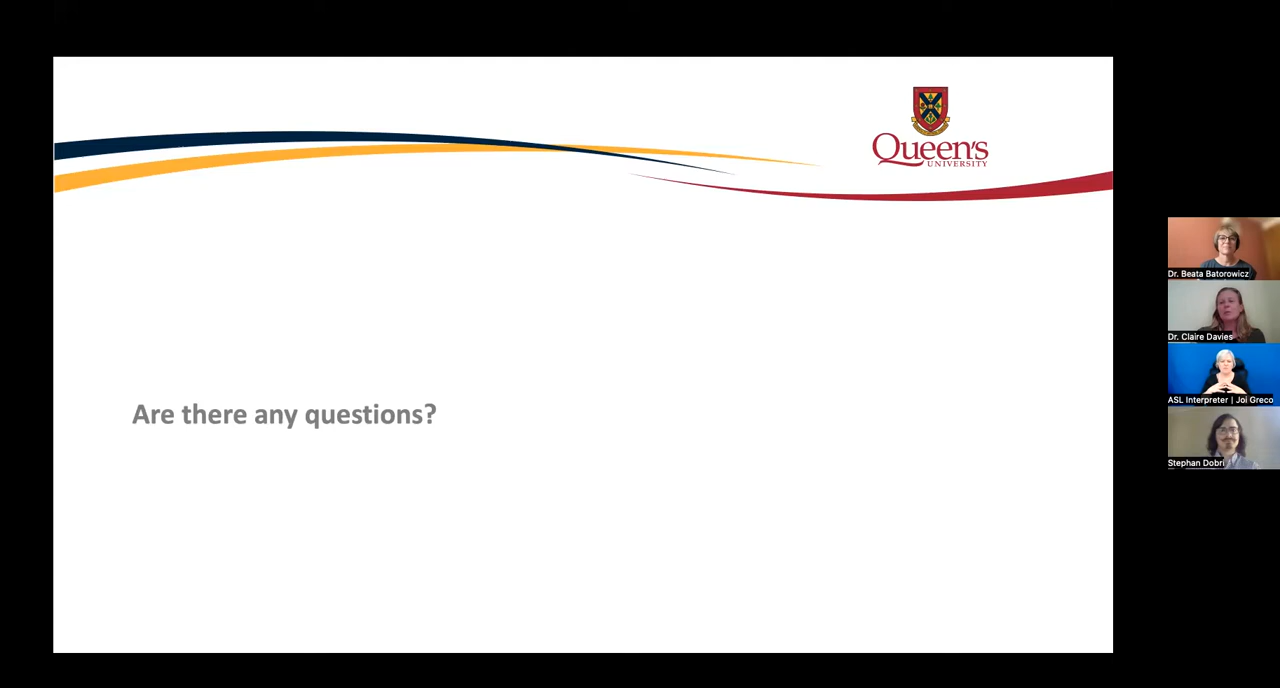 Queen's
UNIVERSITY
Are there any questions?
Dr. Beata Batorowicz
Dr. Claire Davies
ASL Interpreter | Joi Greco
Stephan Dobri